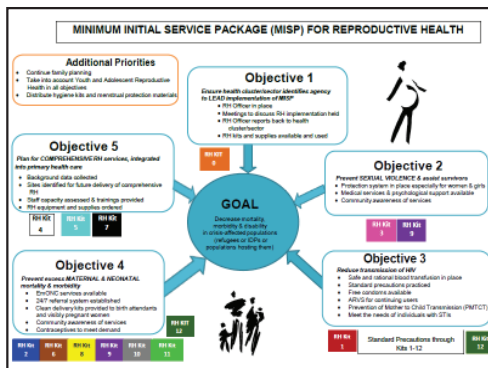 MINIMUM INITIAL SERVICE PACKAGE (MISP) FOR REPRODUCTIVE HEALTH
Additional Priorities
Continue family planning
Take into account Youth and Adolescent Reproductive
Health in all objectives
Distribute hygiene kits and menstrual protection materials
Objective 1
Ensure health cluster/sector identifies agency
to LEAD implementation of MISP
RH Officer in place
Meetings to discuss RH implementation held
RH Officer reports back to health
cluster/sector
RH kits and supplies available and used
RH Kit
0
Objective 5
Plan for COMPREHENSIVE RH services, integrated
into primary health care
Background data collected
Sites identified for future delivery of comprehensive
RH
Staff capacity assessed & trainings provided
RH equipment and supplies ordered
RH Kit
4
RH Kit
5
RH Kit
7
Objective 2
Prevent SEXUAL VIOLENCE & assist survivors
Protection system in place especially for women & girls
Medical services & psychological support available
Community awareness of services
RH Kit
3
RH Kit
9
GOAL
Decrease mortality,
morbidity & disability
in crisis-affected populations
(refugees or IDPs or
populations hosting them)
Objective 4
Prevent excess MATERNAL & NEONATAL
mortality & morbidity
EmONC services available
24/7 referral system established
Clean delivery kits provided to birth attendants
and visibly pregnant women
Community awareness of services
Contraceptives to meet demand
RH KIT
12
RH Kit
2
RH Kit
6
RH Kit
8
RH Kit
9
RH Kit
10
RH Kit
11
Objective 3
Reduce transmission of HIV
Safe and rational blood transfusion in place
Standard precautions practiced
Free condoms available
ARVS for continuing users
Prevention of Mother to Child Transmission (PMTCT)
Meet the needs of individuals with STIs
RH Kit
1
Standard Precautions through
Kits 1-12
RH Kit
12